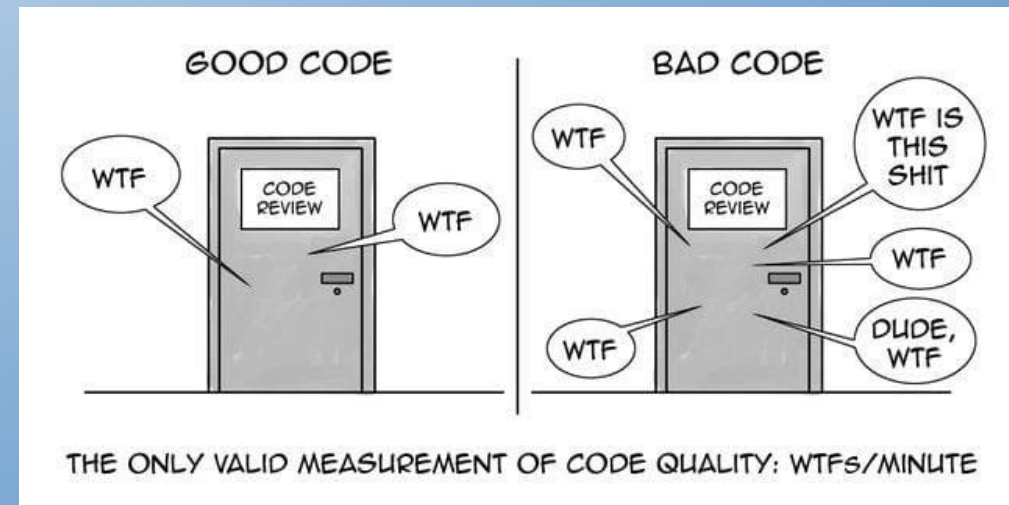 GOOD CODE
WTF
CODE
REVIEW
WTF
BAD CODE
WTF
WTF IS
THIS
SHIT
CODE
REVIEW
WTF
WTF
DUDE,
WTF
THE ONLY VALID MEASUREMENT OF CODE QUALITY: WTFs/MINUTE